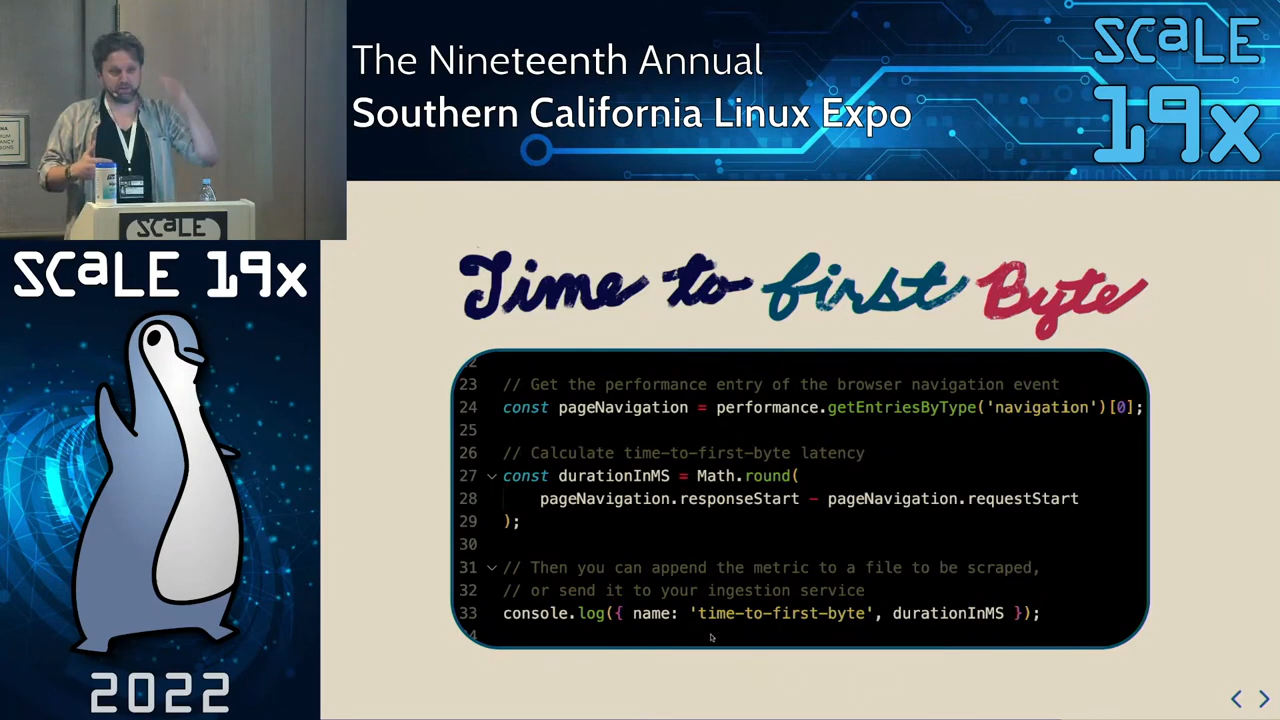 The Nineteenth Annual
Southern California Linux Expo
SCaLE
19x
SCaLE
SCaLE 19x
2022
Time to first Byte
23 // Get the performance entry of the browser navigation event
24 const pageNavigation = performance.getEntriesByType('navigation')[0];
25
26 // Calculate time-to-first-byte latency
27 const durationInMS = Math.round(
28 pageNavigation.responseStart - pageNavigation.requestStart
29 );
30
31 // Then you can append the metric to a file to be scraped,
32 // or send it to your ingestion service
33 console.log({ name: 'time-to-first-byte', durationInMS });